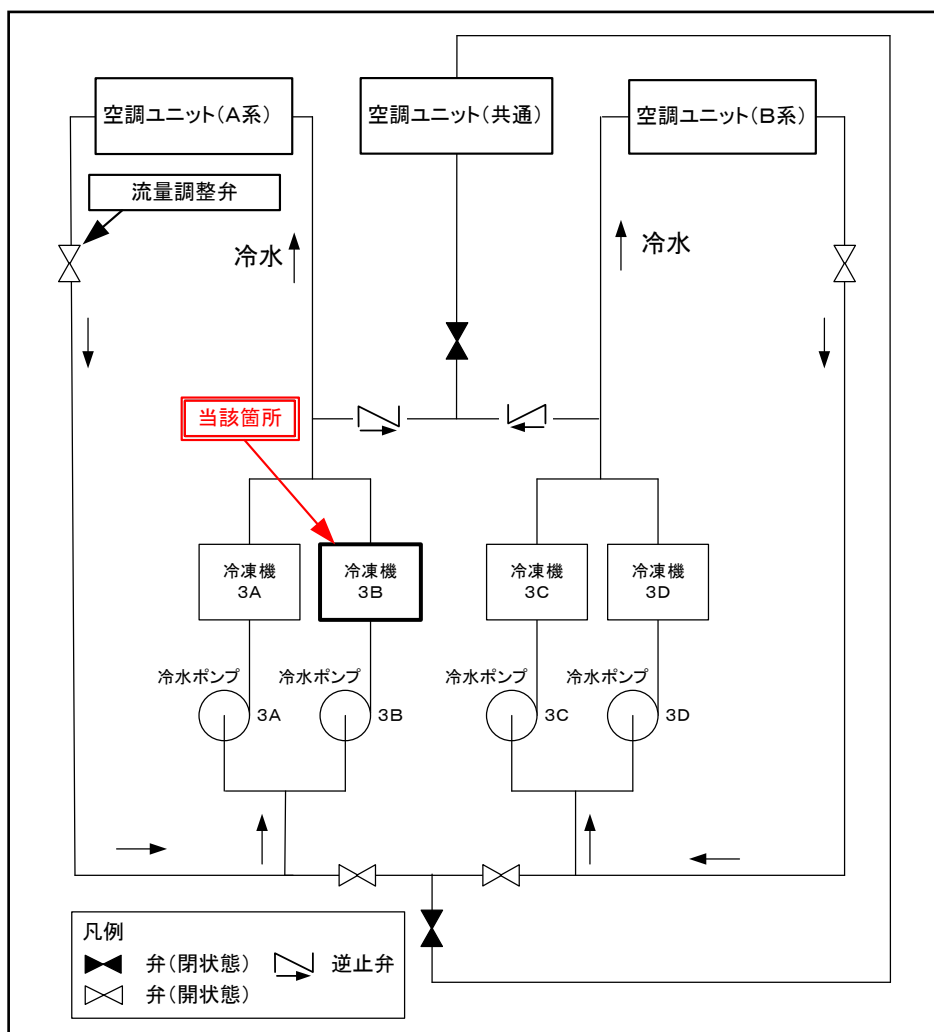 空調ユニット(A系)
空調ユニット(共通)
空調ユニット(B系)
流量調整弁
冷水
冷水
当該箇所
冷凍機
3A
冷凍機
3B
冷凍機
3C
冷凍機
3D
冷水ポンプ
3A
冷水ポンプ
3B
冷水ポンプ
3C
冷水ポンプ
3D
凡例
弁(閉状態)
逆止弁
弁(開状態)